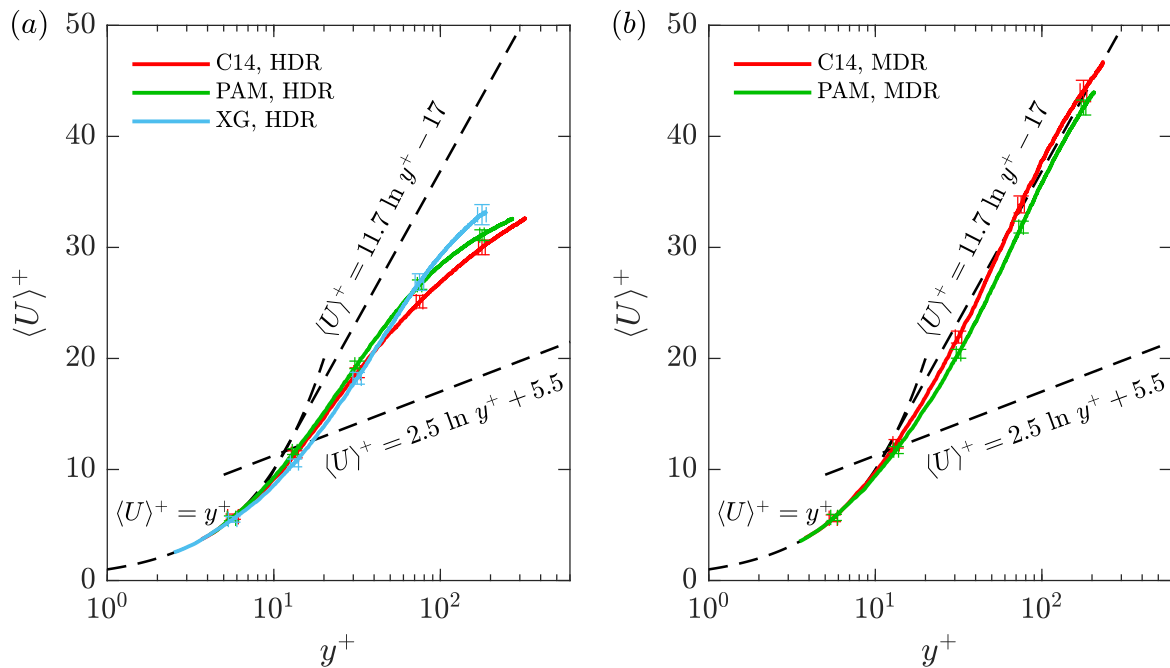 (a)
50
40
30
20
10
0
⟨U⟩⁺
C14, HDR
PAM, HDR
XG, HDR
⟨U⟩⁺ = 11.7 ln y⁺ − 17
⟨U⟩⁺ = 2.5 ln y⁺ + 5.5
⟨U⟩⁺ = y⁺
10⁰ 10¹ 10²
y⁺
(b)
50
40
30
20
10
0
⟨U⟩⁺
C14, MDR
PAM, MDR
⟨U⟩⁺ = 11.7 ln y⁺ − 17
⟨U⟩⁺ = 2.5 ln y⁺ + 5.5
⟨U⟩⁺ = y⁺
10⁰ 10¹ 10²
y⁺